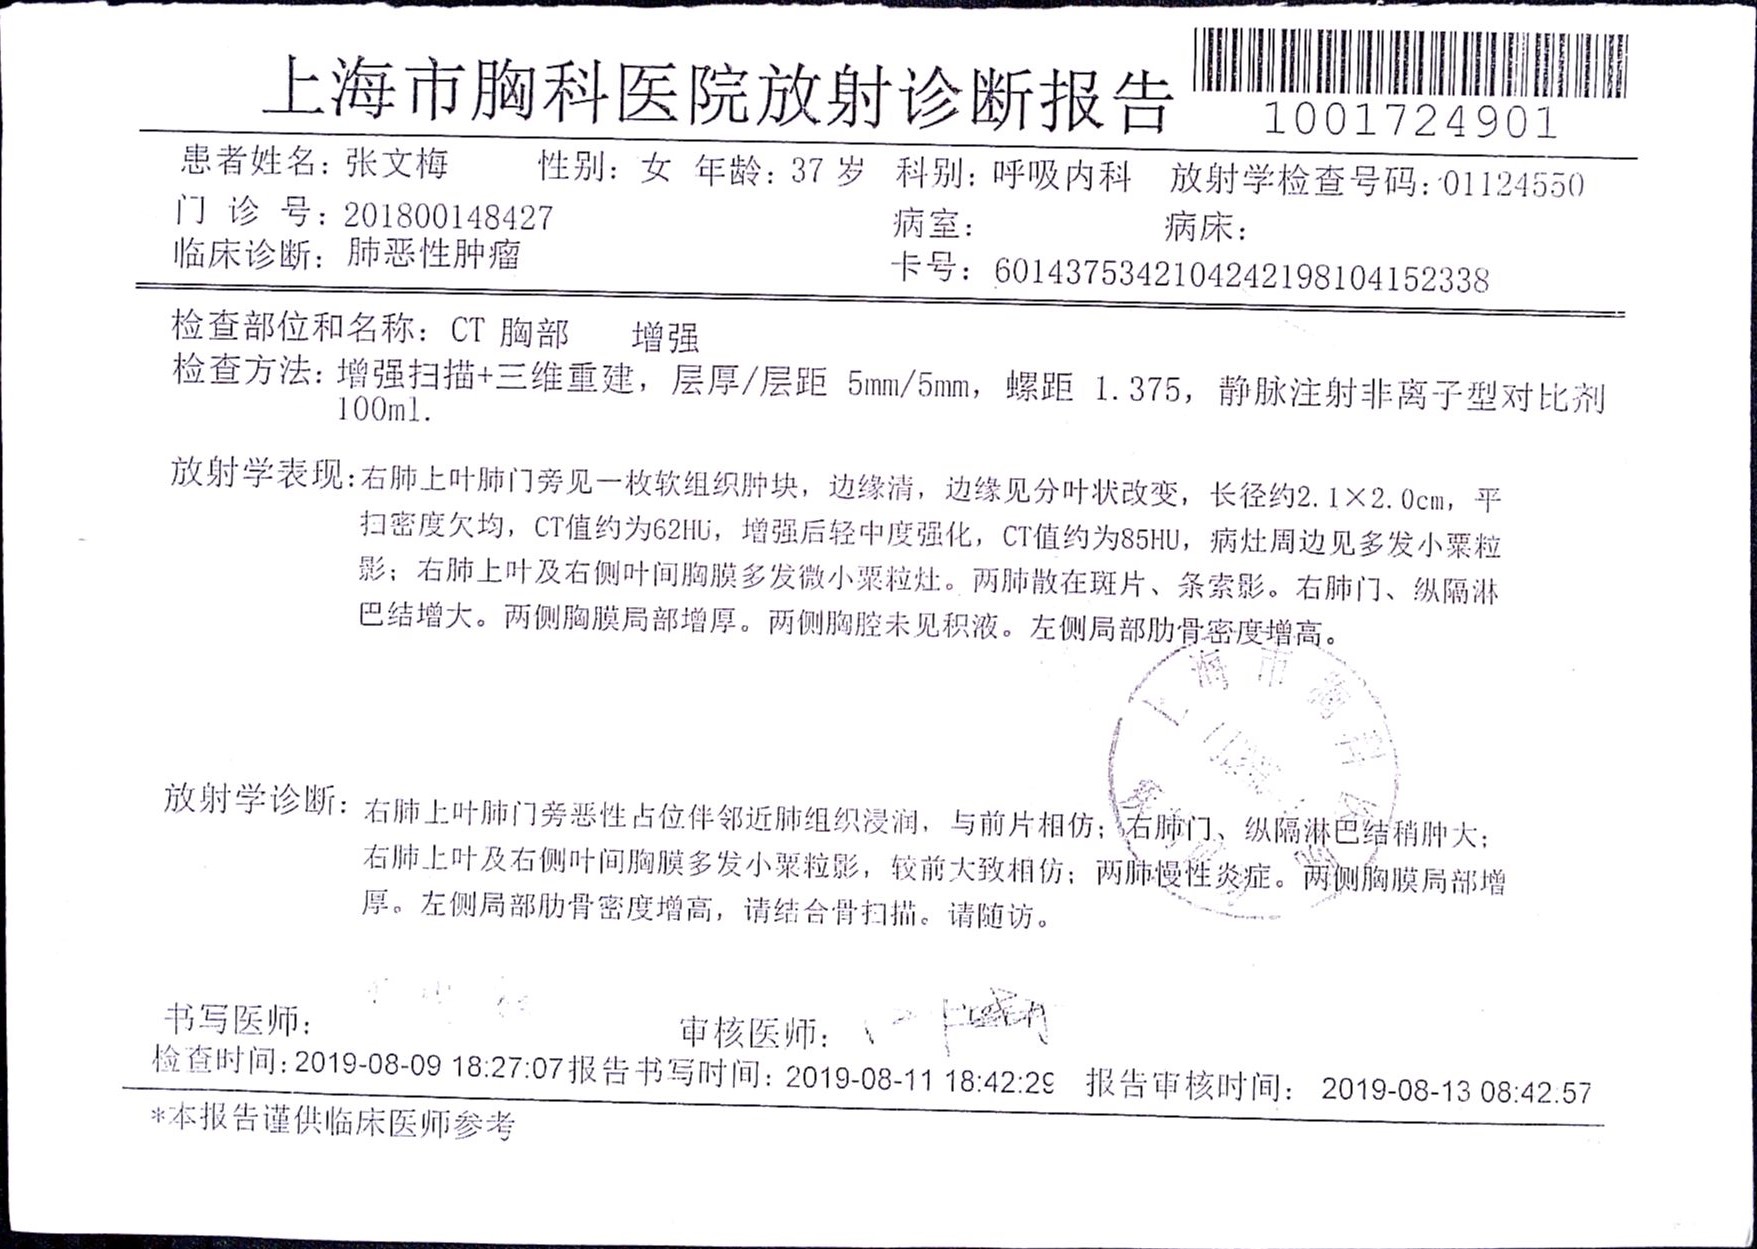 上海市胸科医院放射诊断报告
1001724901
患者姓名: 张文梅 性别: 女 年龄: 37 岁 科别: 呼吸内科 放射学检查号码: 01124550
门 诊 号: 201800148427 病室: 病床:
临床诊断: 肺恶性肿瘤 卡号: 60143753421042421981041​52338
检查部位和名称: CT 胸部 增强
检查方法: 增强扫描+三维重建, 层厚/层距 5mm/5mm, 螺距 1.375, 静脉注射非离子型对比剂
100ml.
放射学表现: 右肺上叶肺门旁见一枚软组织肿块, 边缘清, 边缘见分叶状改变, 长径约2.1×2.0cm, 平
扫密度欠均, CT值约为62HU, 增强后轻中度强化, CT值约为85HU, 病灶周边见多发小粟粒
影; 右肺上叶及右侧叶间胸膜多发微小粟粒灶。两肺散在斑片、条索影。右肺门、纵隔淋
巴结增大。两侧胸膜局部增厚。两侧胸腔未见积液。左侧局部肋骨密度增高。
放射学诊断: 右肺上叶肺门旁恶性占位伴邻近肺组织浸润, 与前片相仿; 右肺门、纵隔淋巴结稍肿大;
右肺上叶及右侧叶间胸膜多发小粟粒影, 较前大致相仿; 两肺慢性炎症。两侧胸膜局部增
厚。左侧局部肋骨密度增高, 请结合骨扫描。请随访。
上海市胸科医
书写医师: 审核医师:
检查时间: 2019-08-09 18:27:07 报告书写时间: 2019-08-11 18:42:29 报告审核时间: 2019-08-13 08:42:57
*本报告谨供临床医师参考